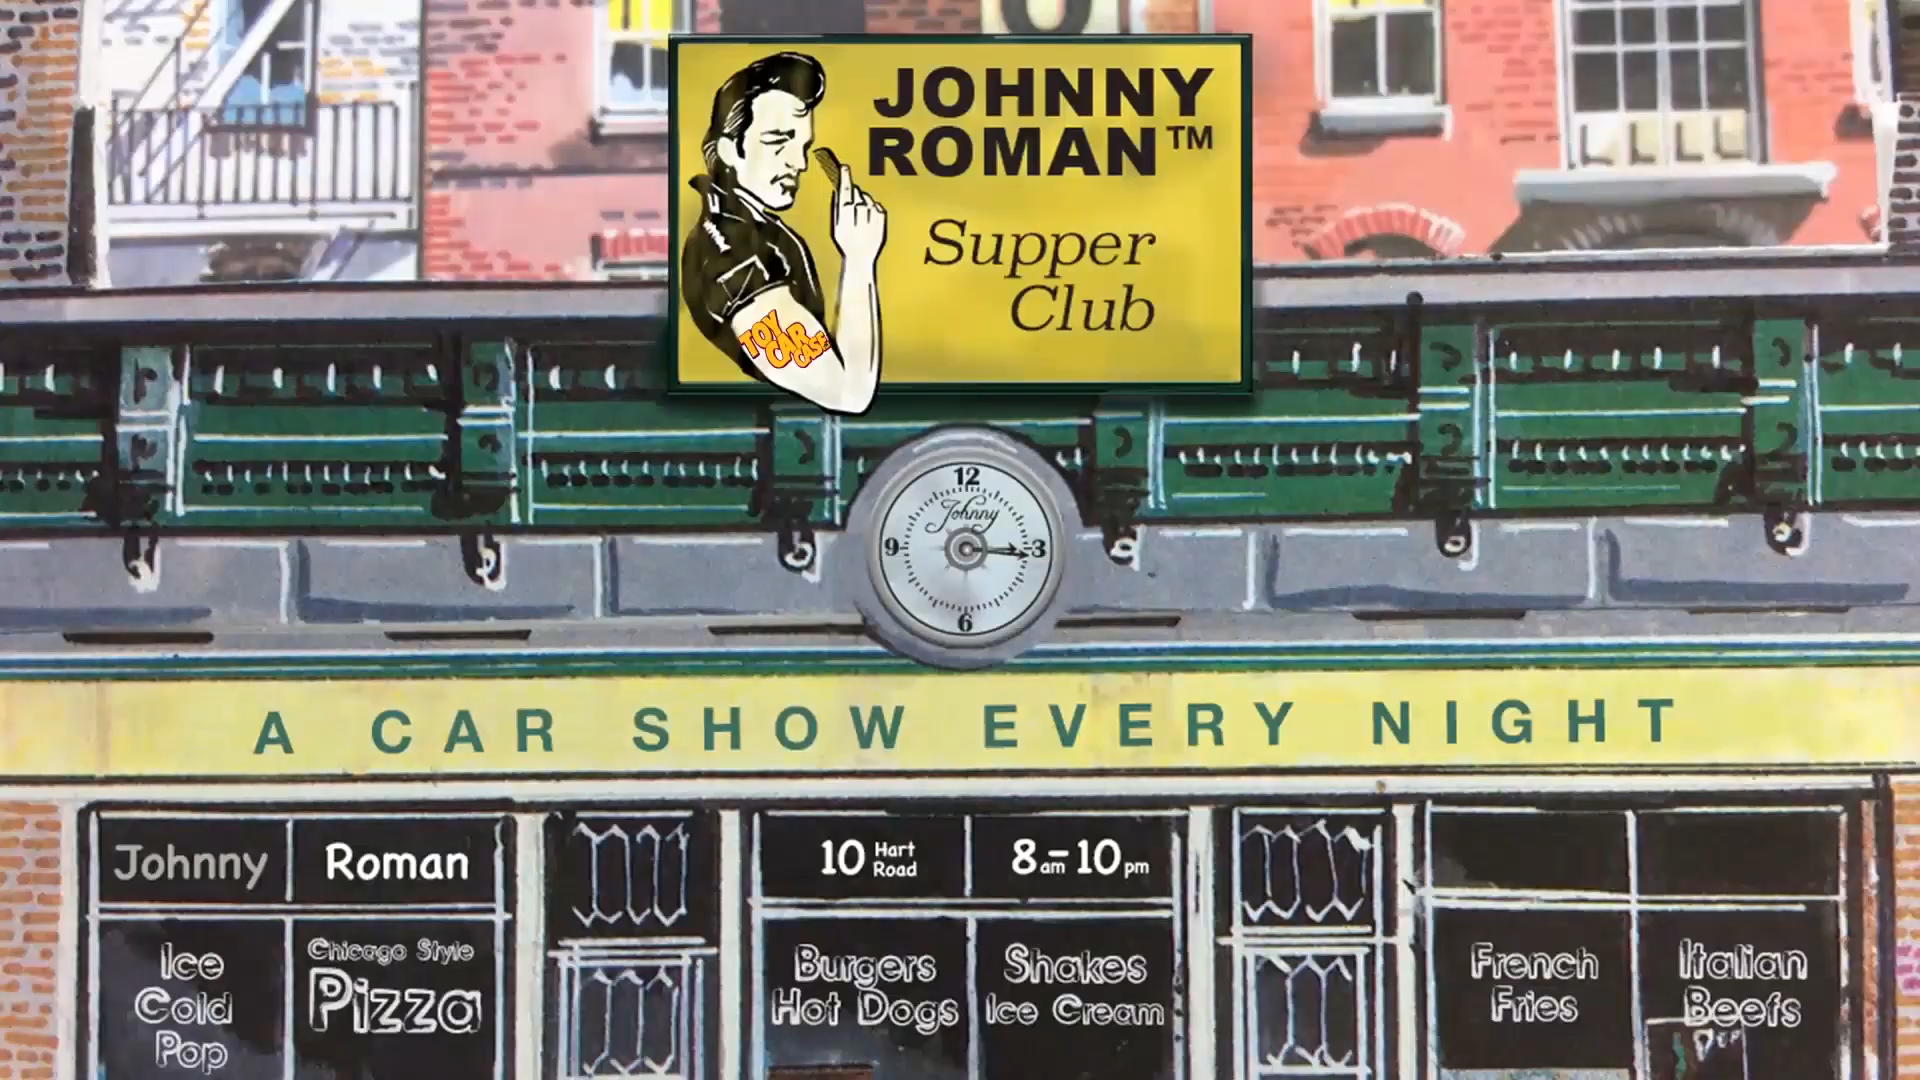 JOHNNY
ROMAN™
Supper
Club
TOY
CAR
CASE
12
Johnny
9
3
6
A CAR SHOW EVERY NIGHT
Johnny
Roman
10 Hart
Road
8am–10pm
Ice
Cold
Pop
Chicago Style
Pizza
Burgers
Hot Dogs
Shakes
Ice Cream
French
Fries
Italian
Beefs